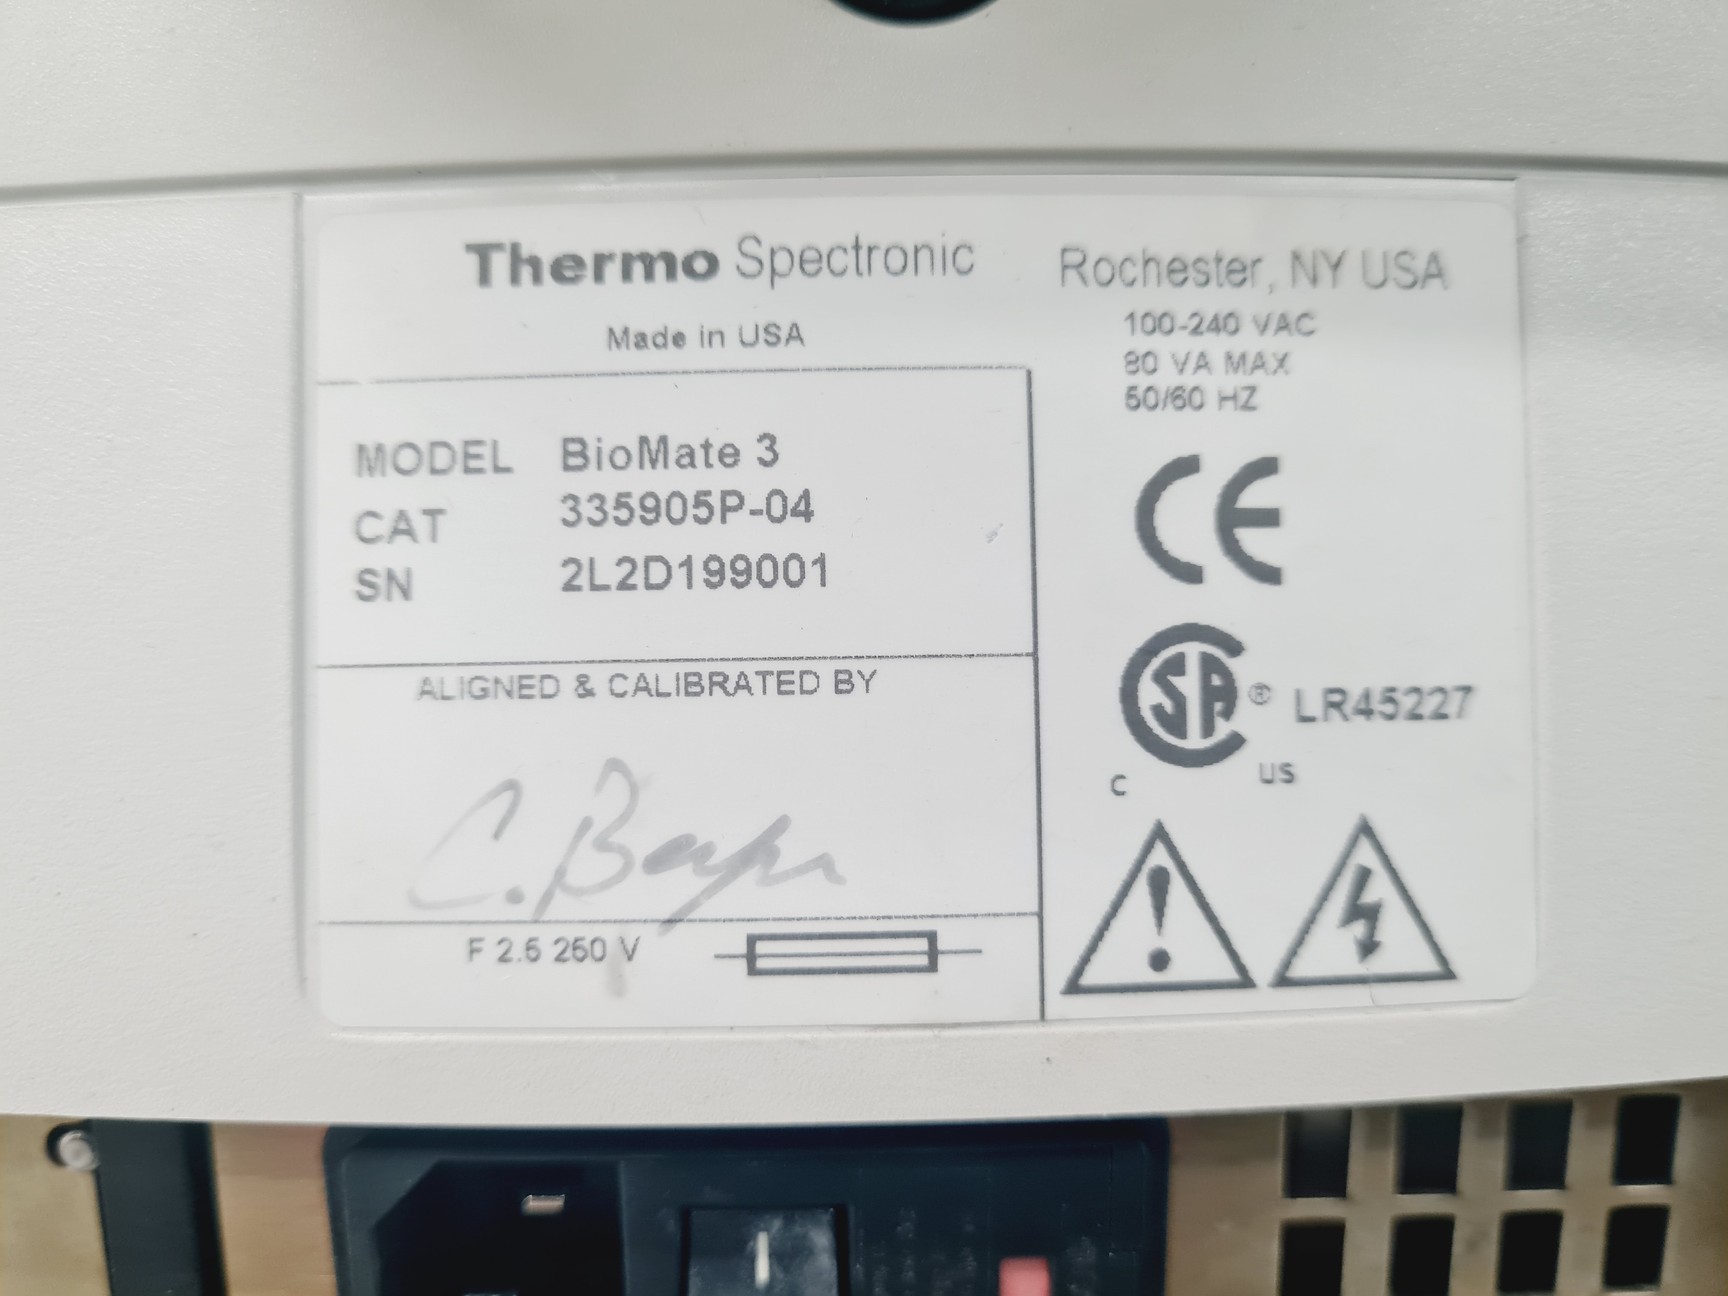 Thermo Spectronic
Made in USA
Rochester, NY USA
100-240 VAC
80 VA MAX
50/60 HZ
MODEL BioMate 3
CAT 335905P-04
SN 2L2D199001
ALIGNED & CALIBRATED BY
C.
F 2.5 250 V
CE
CSA ® LR45227
C US